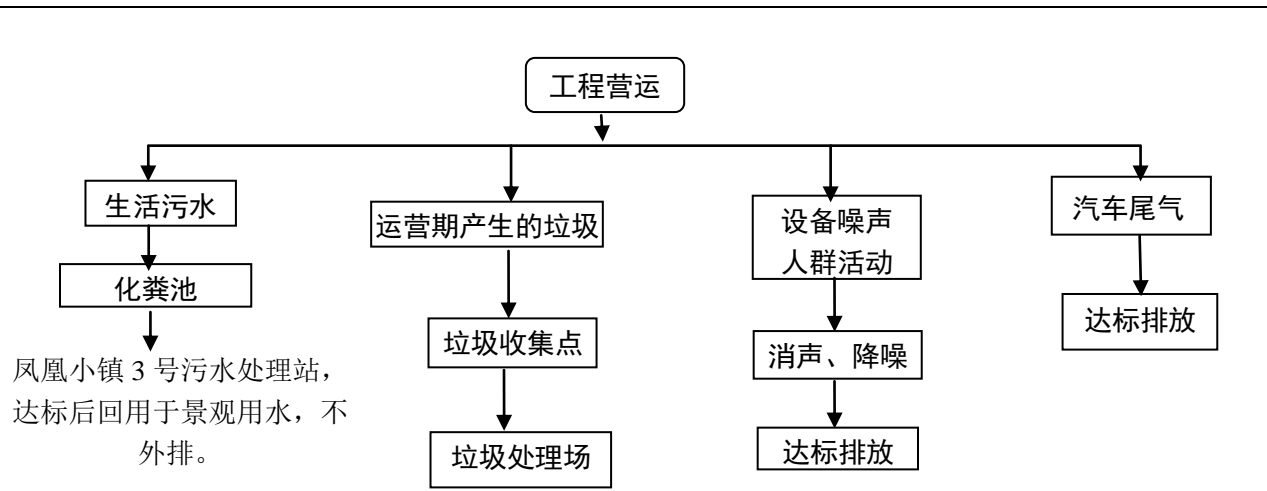 工程营运
生活污水
化粪池
凤凰小镇 3 号污水处理站，
达标后回用于景观用水，不
外排。
运营期产生的垃圾
垃圾收集点
垃圾处理场
设备噪声
人群活动
消声、降噪
达标排放
汽车尾气
达标排放